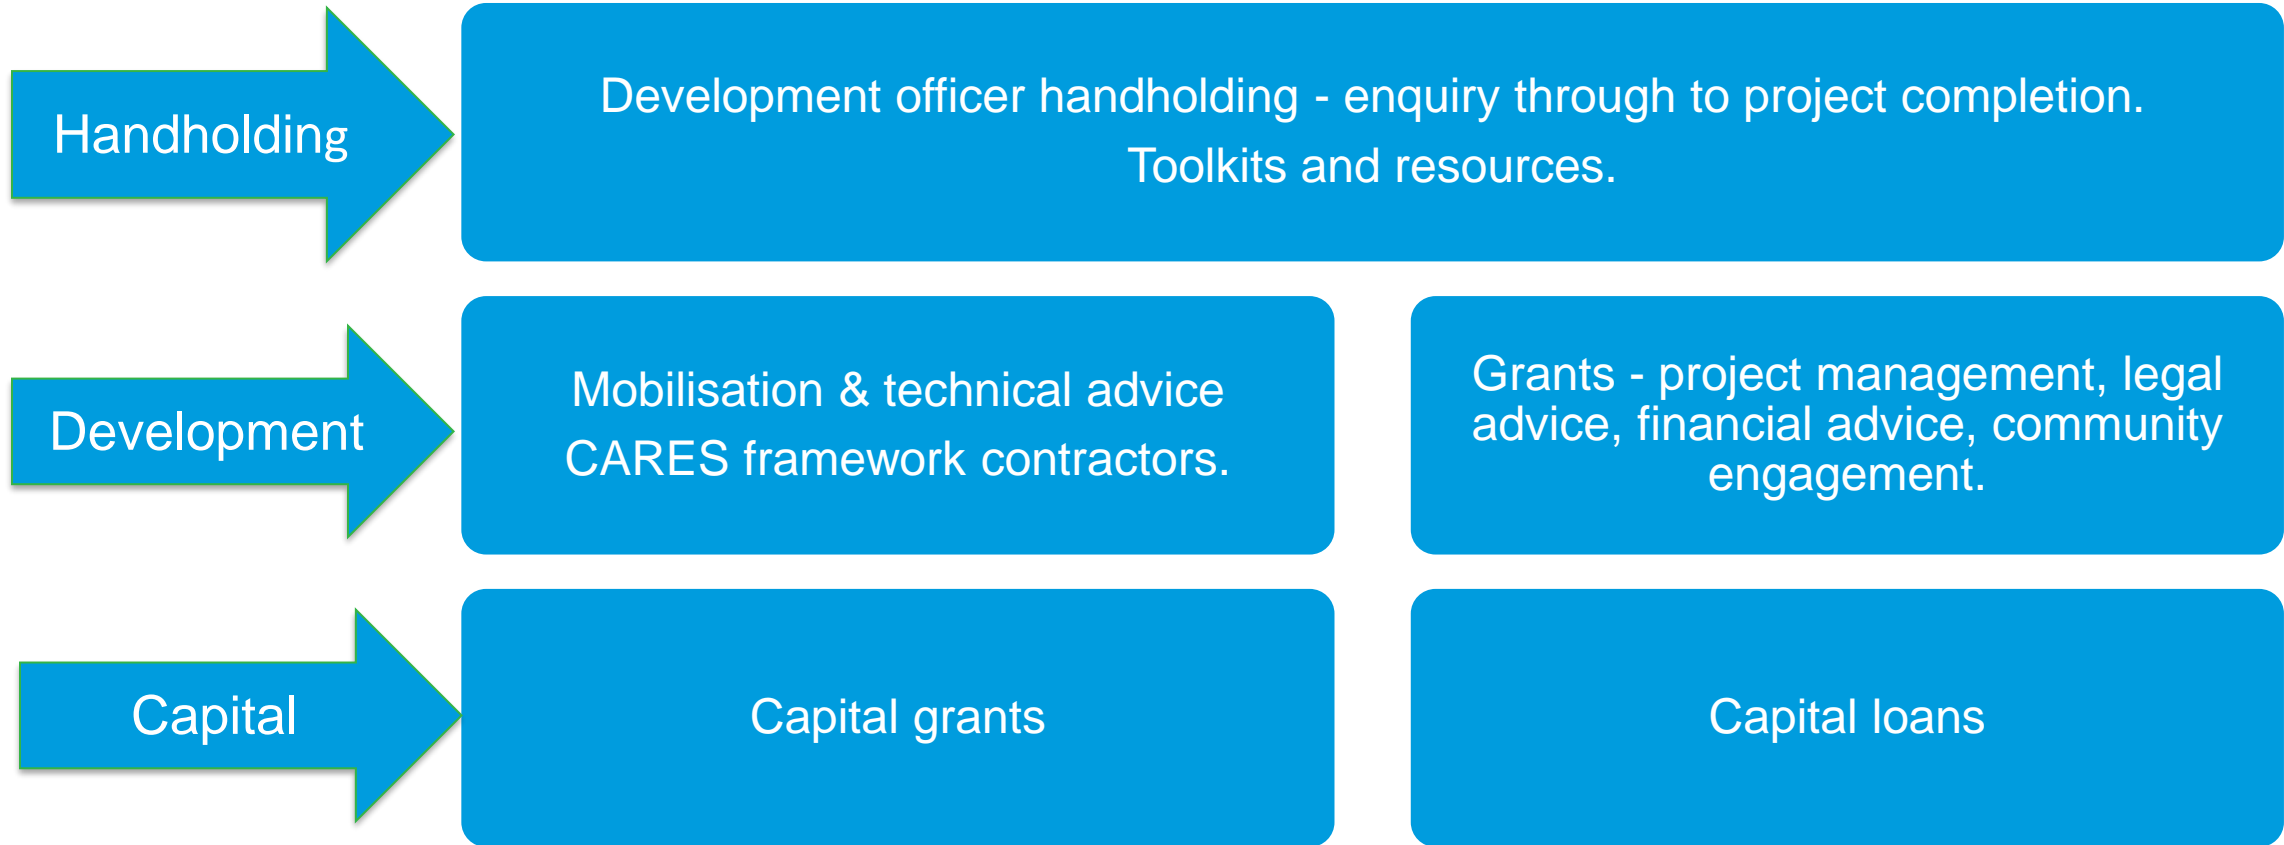 Handholding
Development officer handholding - enquiry through to project completion.
Toolkits and resources.
Development
Mobilisation & technical advice
CARES framework contractors.
Grants - project management, legal
advice, financial advice, community
engagement.
Capital
Capital grants
Capital loans